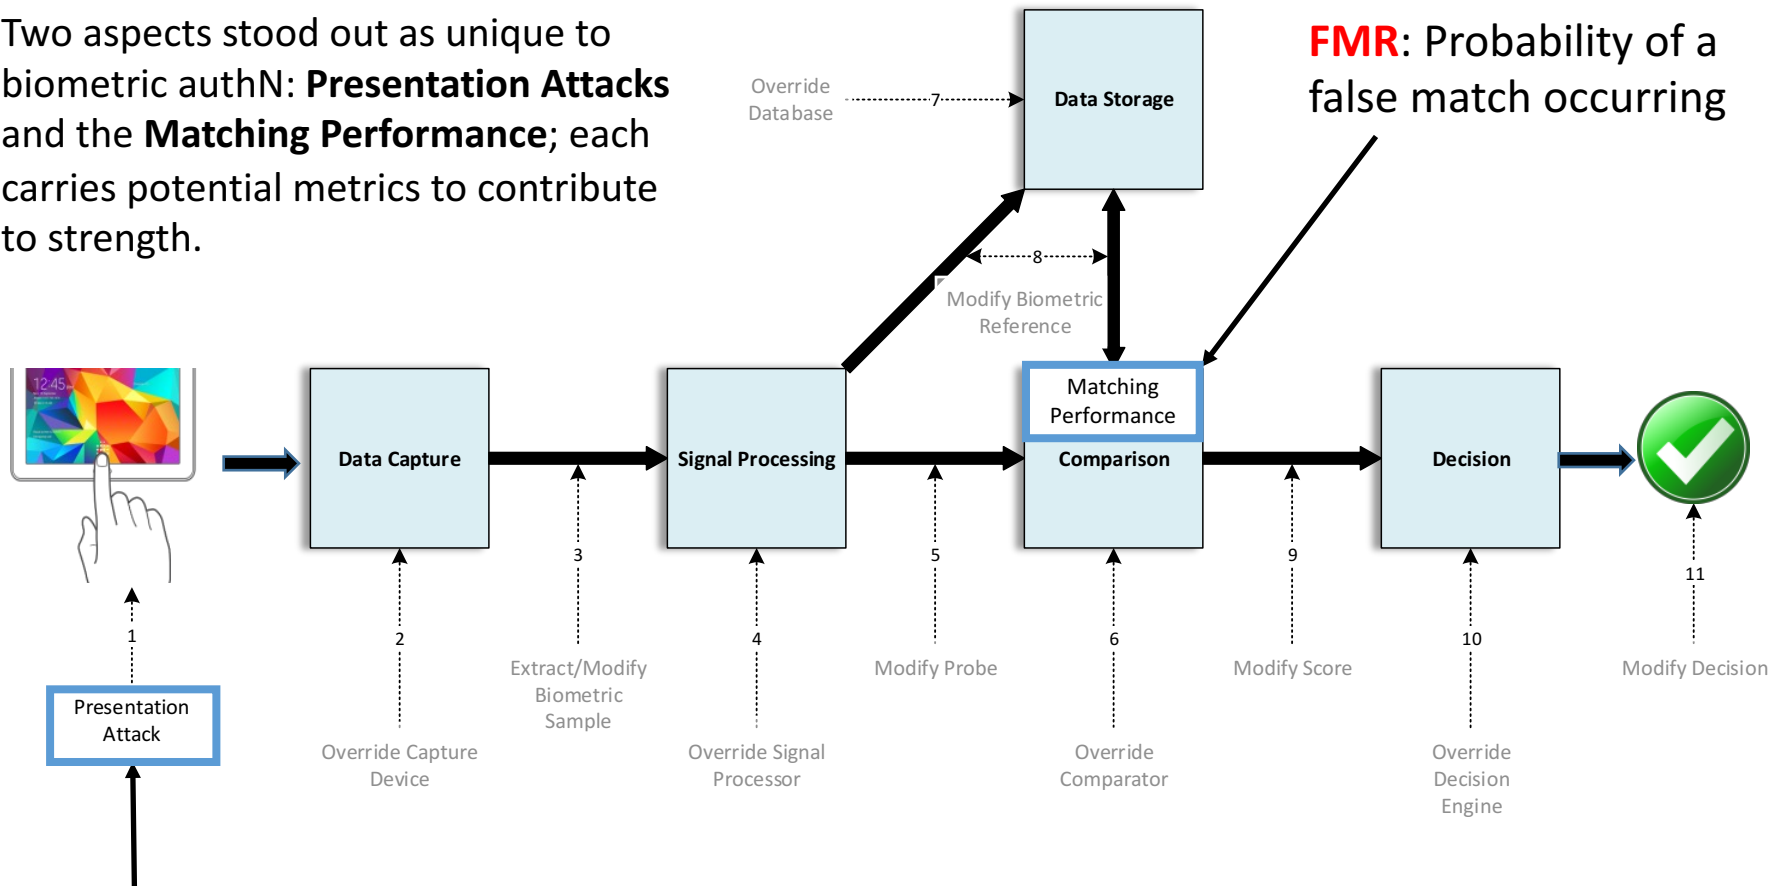 Two aspects stood out as unique to
biometric authN: Presentation Attacks
and the Matching Performance; each
carries potential metrics to contribute
to strength.
FMR: Probability of a
false match occurring
Override
Database
7
Data Storage
8
Modify Biometric
Reference
12:45
Data Capture
Signal Processing
Matching
Performance
Comparison
Decision
1
2
3
4
5
6
9
10
11
Presentation
Attack
Override Capture
Device
Extract/Modify
Biometric
Sample
Override Signal
Processor
Modify Probe
Override
Comparator
Modify Score
Override
Decision
Engine
Modify Decision